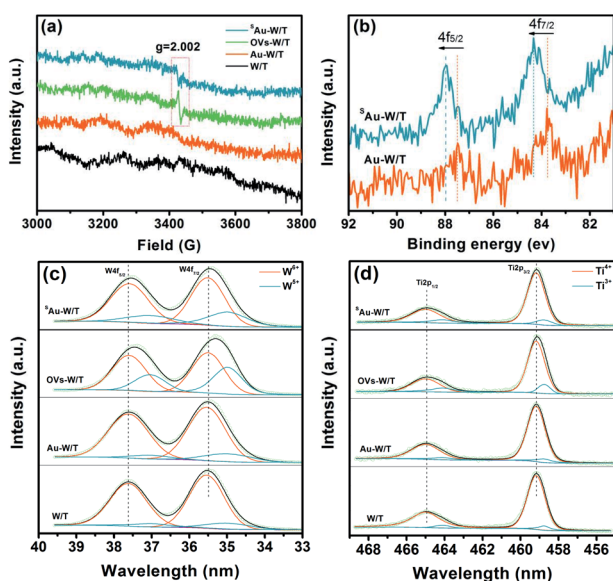 (a)
ˢAu-W/T
OVs-W/T
Au-W/T
W/T
g=2.002
Intensity (a.u.)
3000 3200 3400 3600 3800
Field (G)
(b)
4f₅/₂
4f₇/₂
ˢAu-W/T
Au-W/T
Intensity (a.u.)
92 90 88 86 84 82
Binding energy (ev)
(c)
W4f₅/₂
W4f₇/₂
W⁶⁺
W⁵⁺
ˢAu-W/T
OVs-W/T
Au-W/T
W/T
Intensity (a.u.)
40 39 38 37 36 35 34 33
Wavelength (nm)
(d)
Ti2p₁/₂
Ti2p₃/₂
Ti⁴⁺
Ti³⁺
ˢAu-W/T
OVs-W/T
Au-W/T
W/T
Intensity (a.u.)
468 466 464 462 460 458 456
Wavelength (nm)